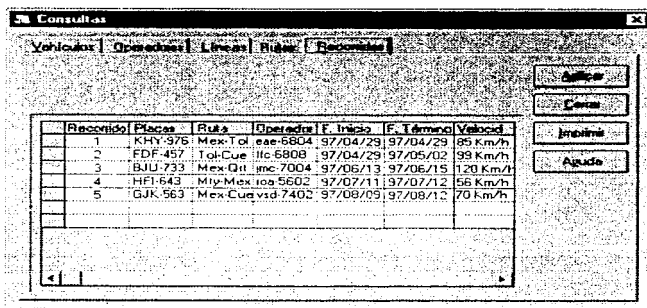 Consultas
Vehículos Operadores Líneas Rutas Recorridos
Aplicar
Cerrar
Imprimir
Ayuda
Recorrido Placas Ruta Operador F. Inicio F. Término Velocid
1 KHY-976 Mex-Tol eae-6804 97/04/29 97/04/29 85 Km/h
2 FDF-457 Tol-Cue lfc-6808 97/04/29 97/05/02 99 Km/h
3 BJU-733 Mex-Qrt jmc-7004 97/06/13 97/06/15 120 Km/h
4 HFI-643 Mty-Mex roa-5602 97/07/11 97/07/12 56 Km/h
5 GJK-563 Mex-Cue vsd-7402 97/08/09 97/08/12 70 Km/h